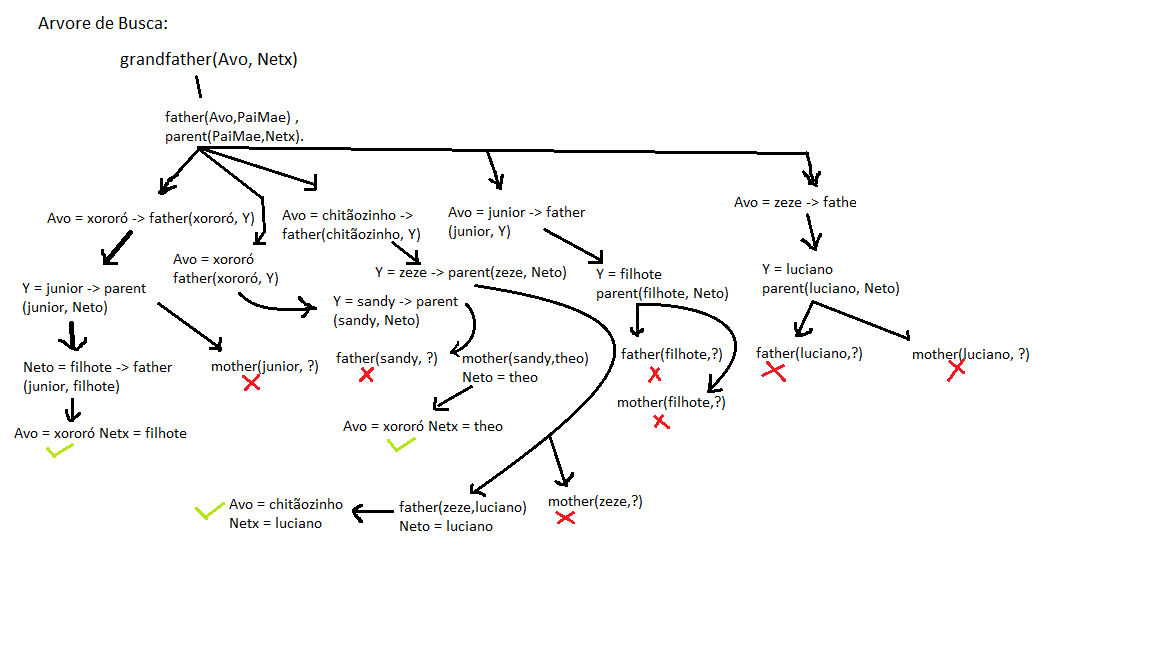 Arvore de Busca:
grandfather(Avo, Netx)
father(Avo,PaiMae) ,
parent(PaiMae,Netx).
Avo = xororó -> father(xororó, Y)
Avo = xororó
father(xororó, Y)
Avo = chitãozinho ->
father(chitãozinho, Y)
Avo = junior -> father
(junior, Y)
Avo = zeze -> fathe
Y = junior -> parent
(junior, Neto)
Y = zeze -> parent(zeze, Neto)
Y = sandy -> parent
(sandy, Neto)
Y = filhote
parent(filhote, Neto)
Y = luciano
parent(luciano, Neto)
Neto = filhote -> father
(junior, filhote)
mother(junior, ?)
father(sandy, ?)
mother(sandy,theo)
Neto = theo
father(filhote,?)
mother(filhote,?)
father(luciano,?)
mother(luciano, ?)
Avo = xororó Netx = filhote
Avo = xororó Netx = theo
Avo = chitãozinho
Netx = luciano
father(zeze,luciano)
Neto = luciano
mother(zeze,?)